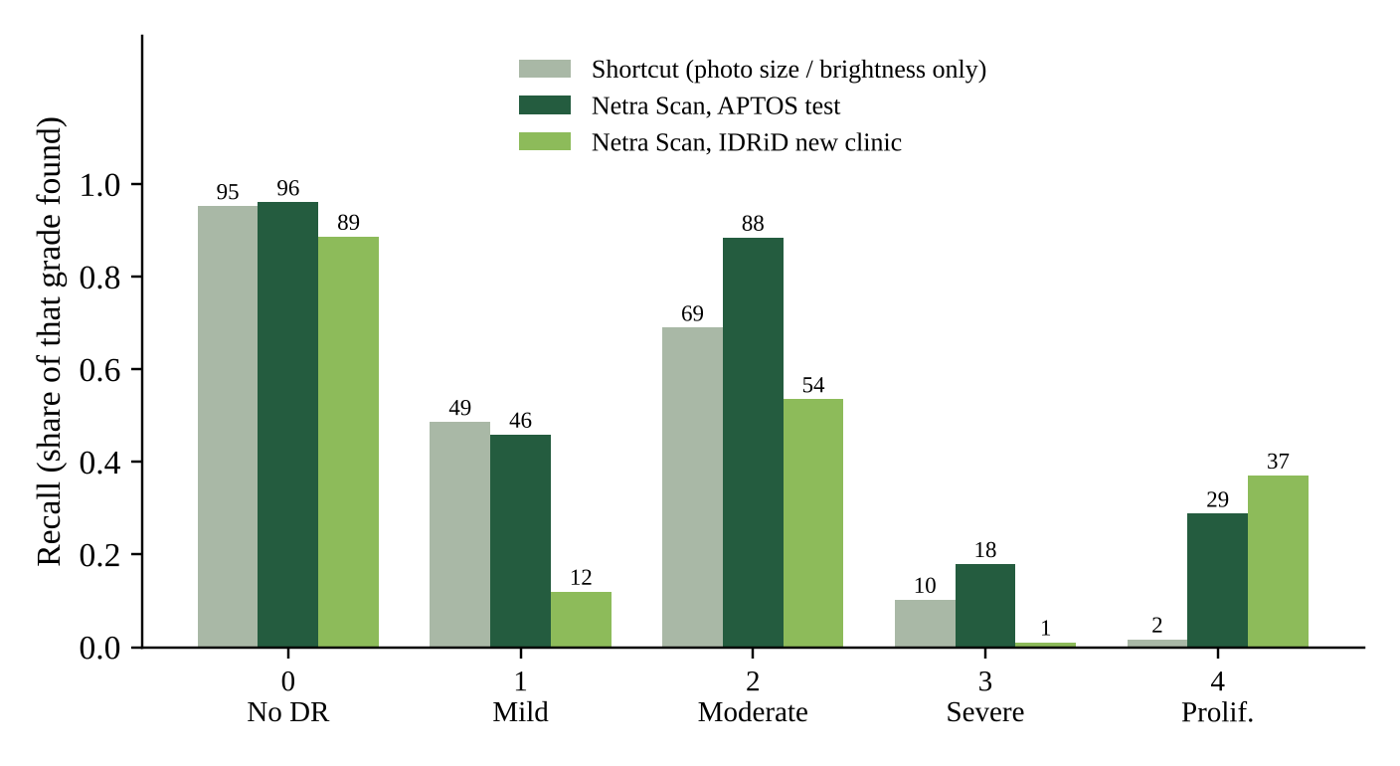 Shortcut (photo size / brightness only)
Netra Scan, APTOS test
Netra Scan, IDRiD new clinic
Recall (share of that grade found)
1.0
0.8
0.6
0.4
0.2
0.0
95 96 89
49 46 12
69 88 54
10 18 1
2 29 37
0 1 2 3 4
No DR Mild Moderate Severe Prolif.